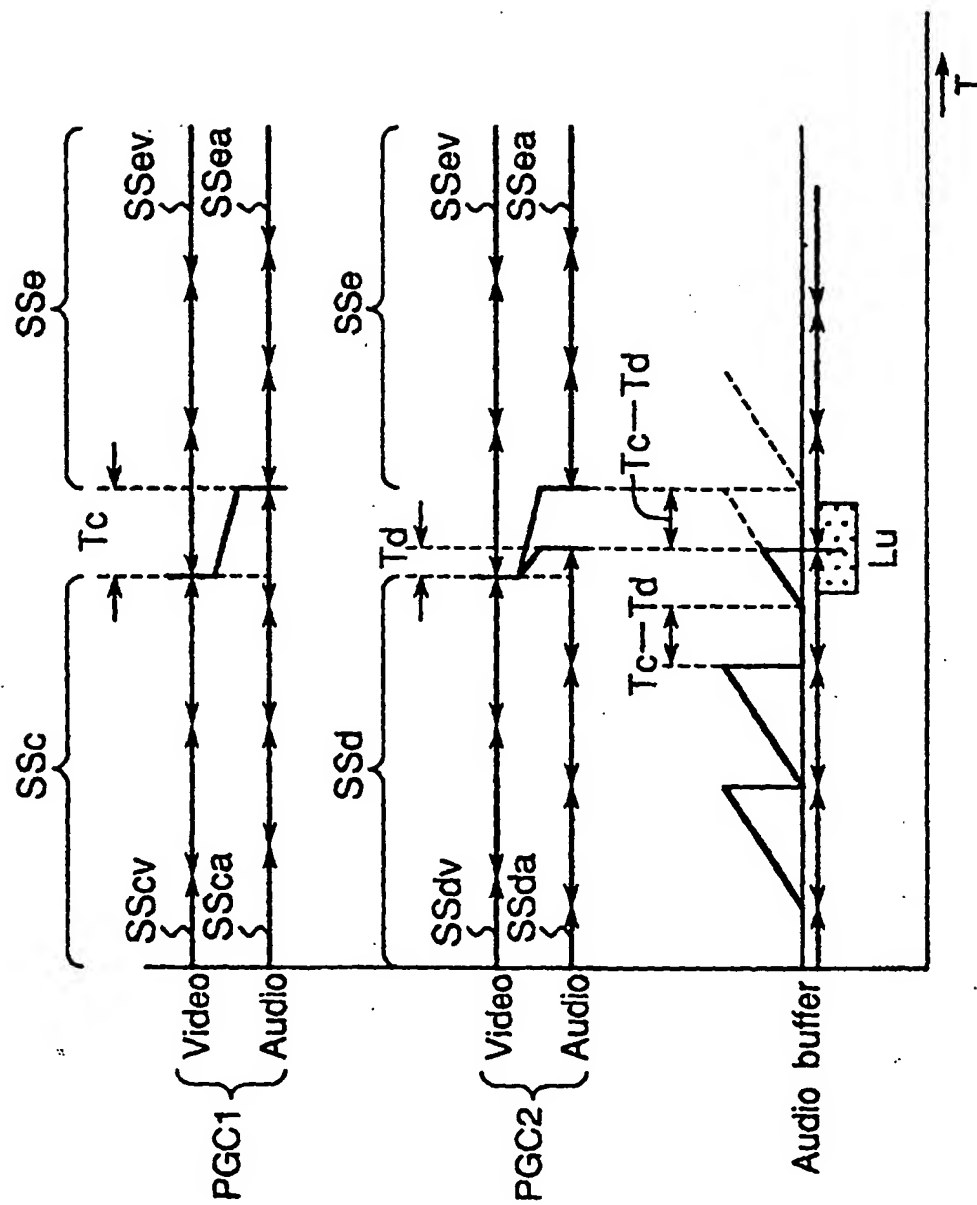 SSc
SSe
Tc
PGC1
Video
SScv
SSev
Audio
SSca
SSea
SSd
SSe
Td
PGC2
Video
SSdv
SSev
Audio
SSda
SSea
Tc—Td
Tc—Td
Audio buffer
Lu
T